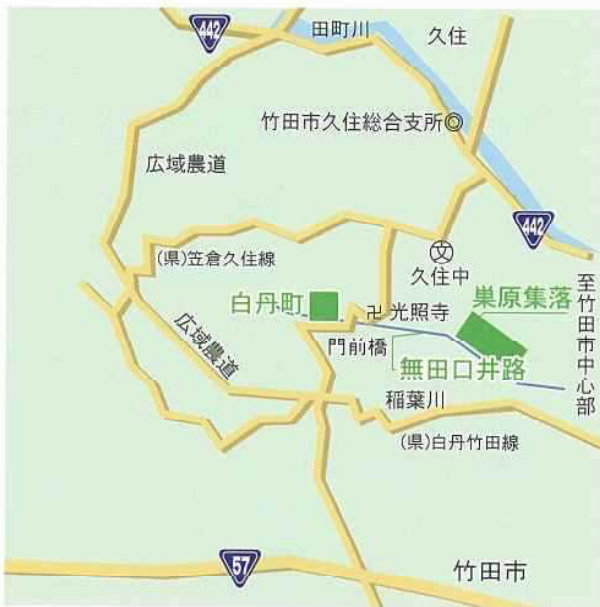 442
田町川
久住
竹田市久住総合支所◎
広域農道
442
(県)笠倉久住線
文
久住中
至竹田市中心部
白丹町
卍光照寺
巣原集落
広域農道
門前橋
無田口井路
稲葉川
(県)白丹竹田線
57
竹田市